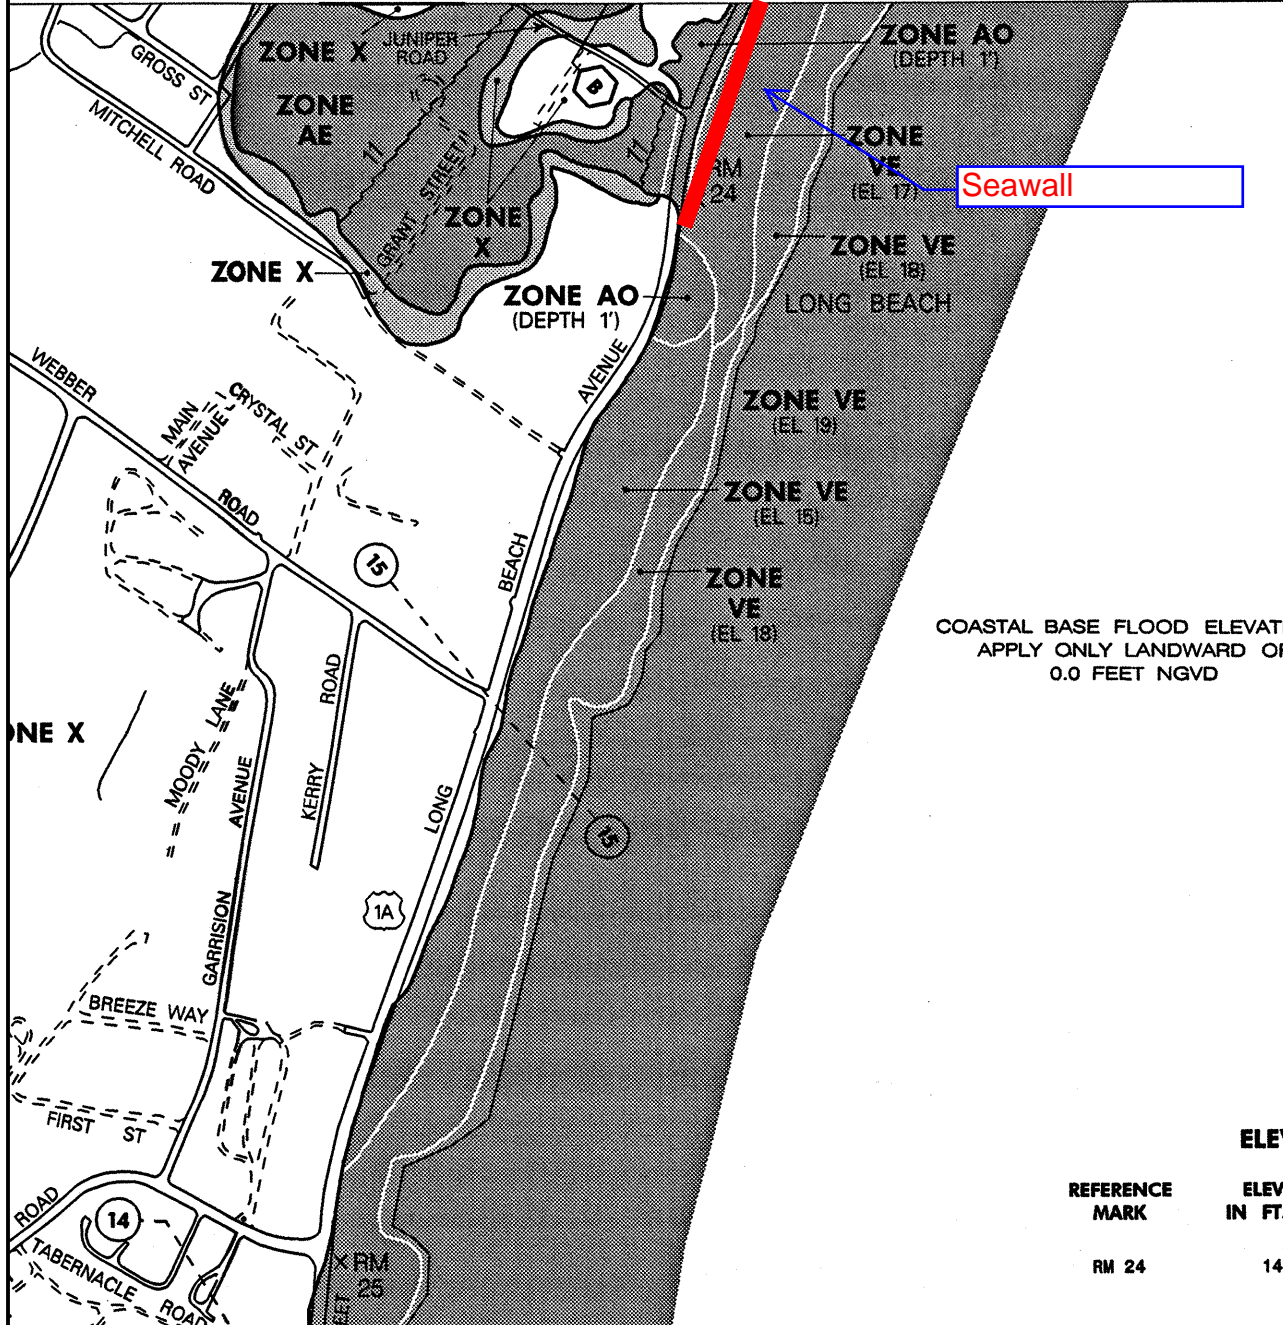 ZONE X
JUNIPER
ROAD
ZONE AO
(DEPTH 1')
GROSS ST
ZONE
AE
B
MITCHELL ROAD
11
11
ZONE
VE
(EL 17)
RM
24
Seawall
GRANT STREET
ZONE
X
ZONE X
ZONE VE
(EL 18)
ZONE AO
(DEPTH 1')
LONG BEACH
WEBBER
ROAD
MAIN
AVENUE
CRYSTAL ST
AVENUE
ZONE VE
(EL 19)
ZONE VE
(EL 15)
15
BEACH
ZONE
VE
(EL 18)
COASTAL BASE FLOOD ELEVATI
APPLY ONLY LANDWARD OF
0.0 FEET NGVD
ROAD
KERRY
MOODY LANE
ONE X
AVENUE
GARRISION
LONG
15
1A
BREEZE WAY
FIRST ST
ROAD
14
TABERNACLE ROAD
RM
25
EET
ELE
REFERENCE
MARK
ELEV
IN FT.
RM 24
14